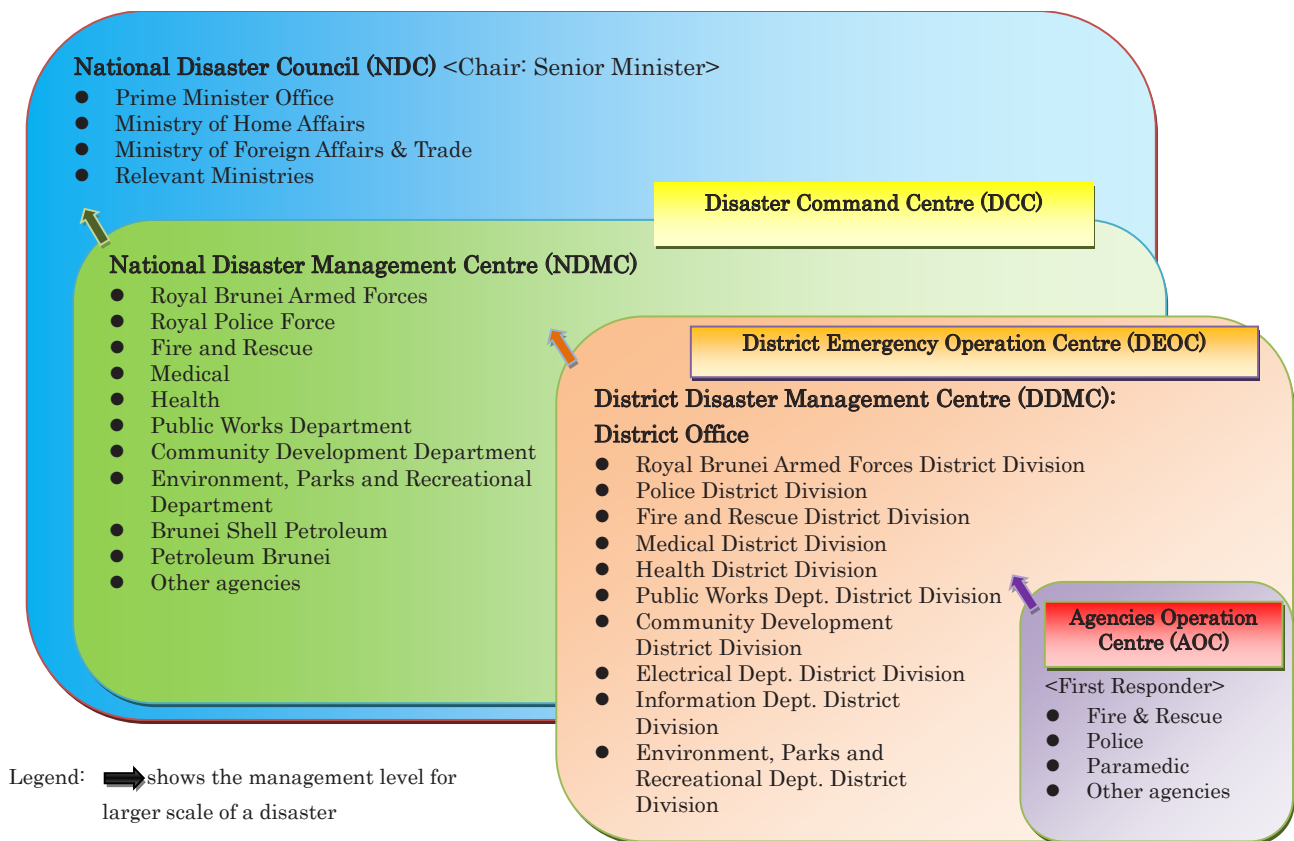 National Disaster Council (NDC) <Chair: Senior Minister>
● Prime Minister Office
● Ministry of Home Affairs
● Ministry of Foreign Affairs & Trade
● Relevant Ministries
Disaster Command Centre (DCC)
National Disaster Management Centre (NDMC)
● Royal Brunei Armed Forces
● Royal Police Force
● Fire and Rescue
● Medical
● Health
● Public Works Department
● Community Development Department
● Environment, Parks and Recreational
Department
● Brunei Shell Petroleum
● Petroleum Brunei
● Other agencies
District Emergency Operation Centre (DEOC)
District Disaster Management Centre (DDMC):
District Office
● Royal Brunei Armed Forces District Division
● Police District Division
● Fire and Rescue District Division
● Medical District Division
● Health District Division
● Public Works Dept. District Division
● Community Development
District Division
● Electrical Dept. District Division
● Information Dept. District
Division
● Environment, Parks and
Recreational Dept. District
Division
Agencies Operation
Centre (AOC)
<First Responder>
● Fire & Rescue
● Police
● Paramedic
● Other agencies
Legend: shows the management level for
larger scale of a disaster